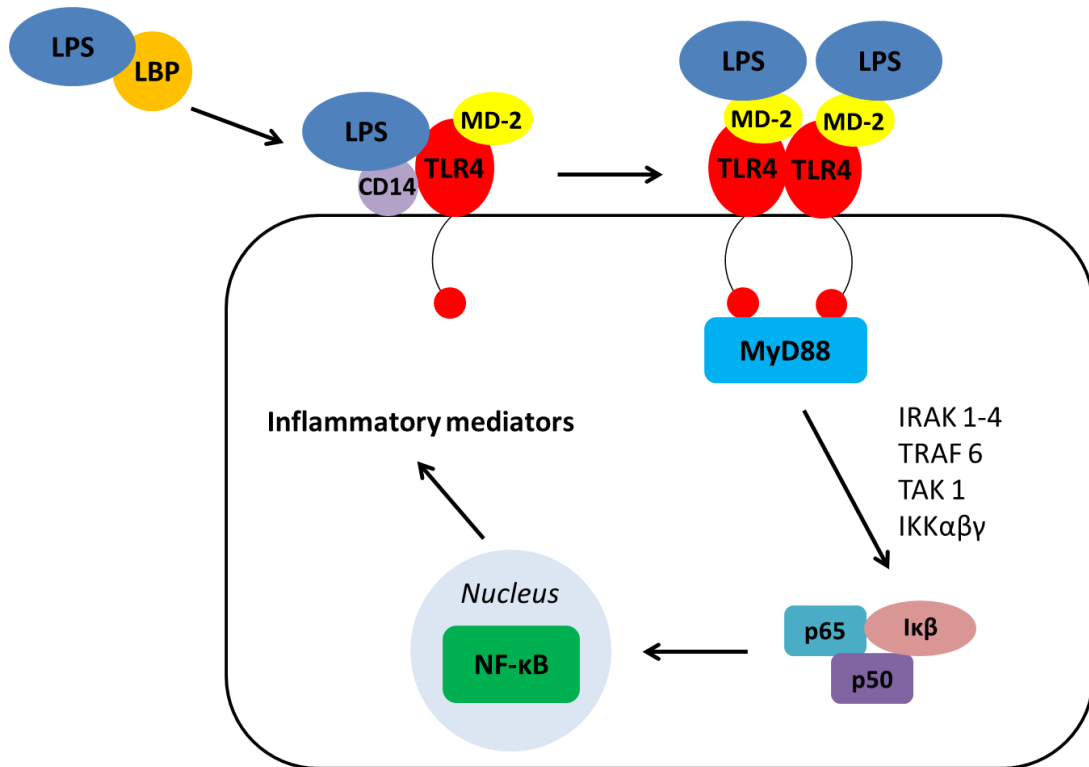 LPS
LBP
LPS
MD-2
TLR4
CD14
LPS
LPS
MD-2
MD-2
TLR4
TLR4
MyD88
IRAK 1-4
TRAF 6
TAK 1
IKKαβγ
Inflammatory mediators
Nucleus
NF-κB
p65
Iκβ
p50